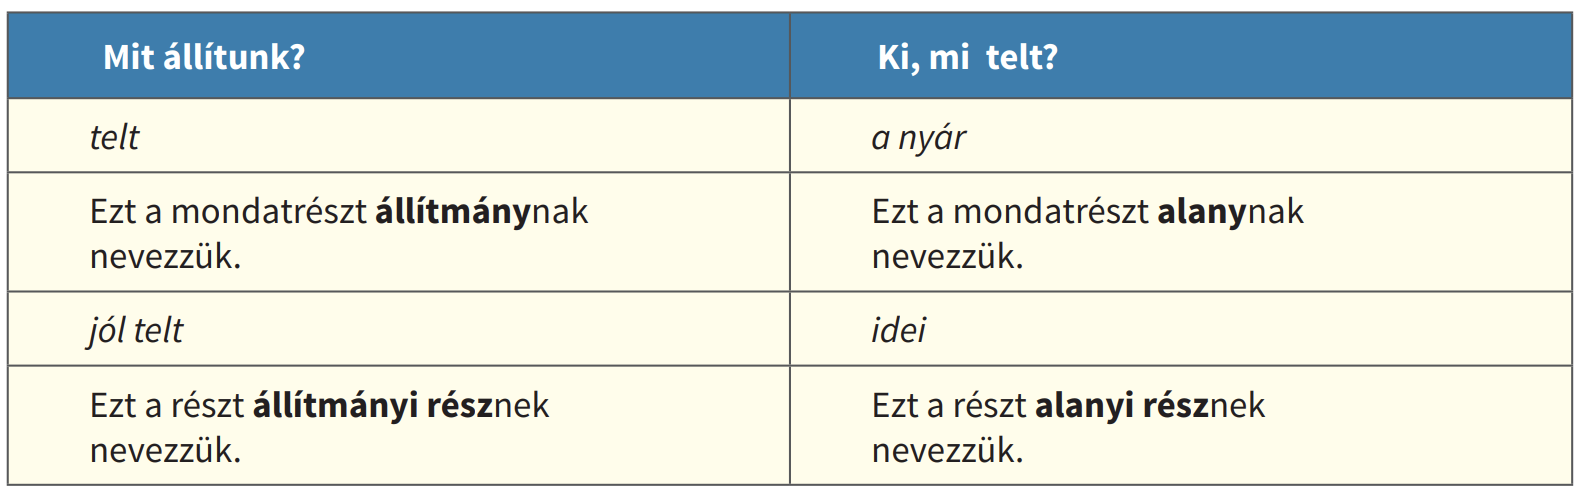 Mit állítunk?
Ki, mi telt?
telt
a nyár
Ezt a mondatrészt állítmánynak
nevezzük.
Ezt a mondatrészt alanynak
nevezzük.
jól telt
idei
Ezt a részt állítmányi résznek
nevezzük.
Ezt a részt alanyi résznek
nevezzük.